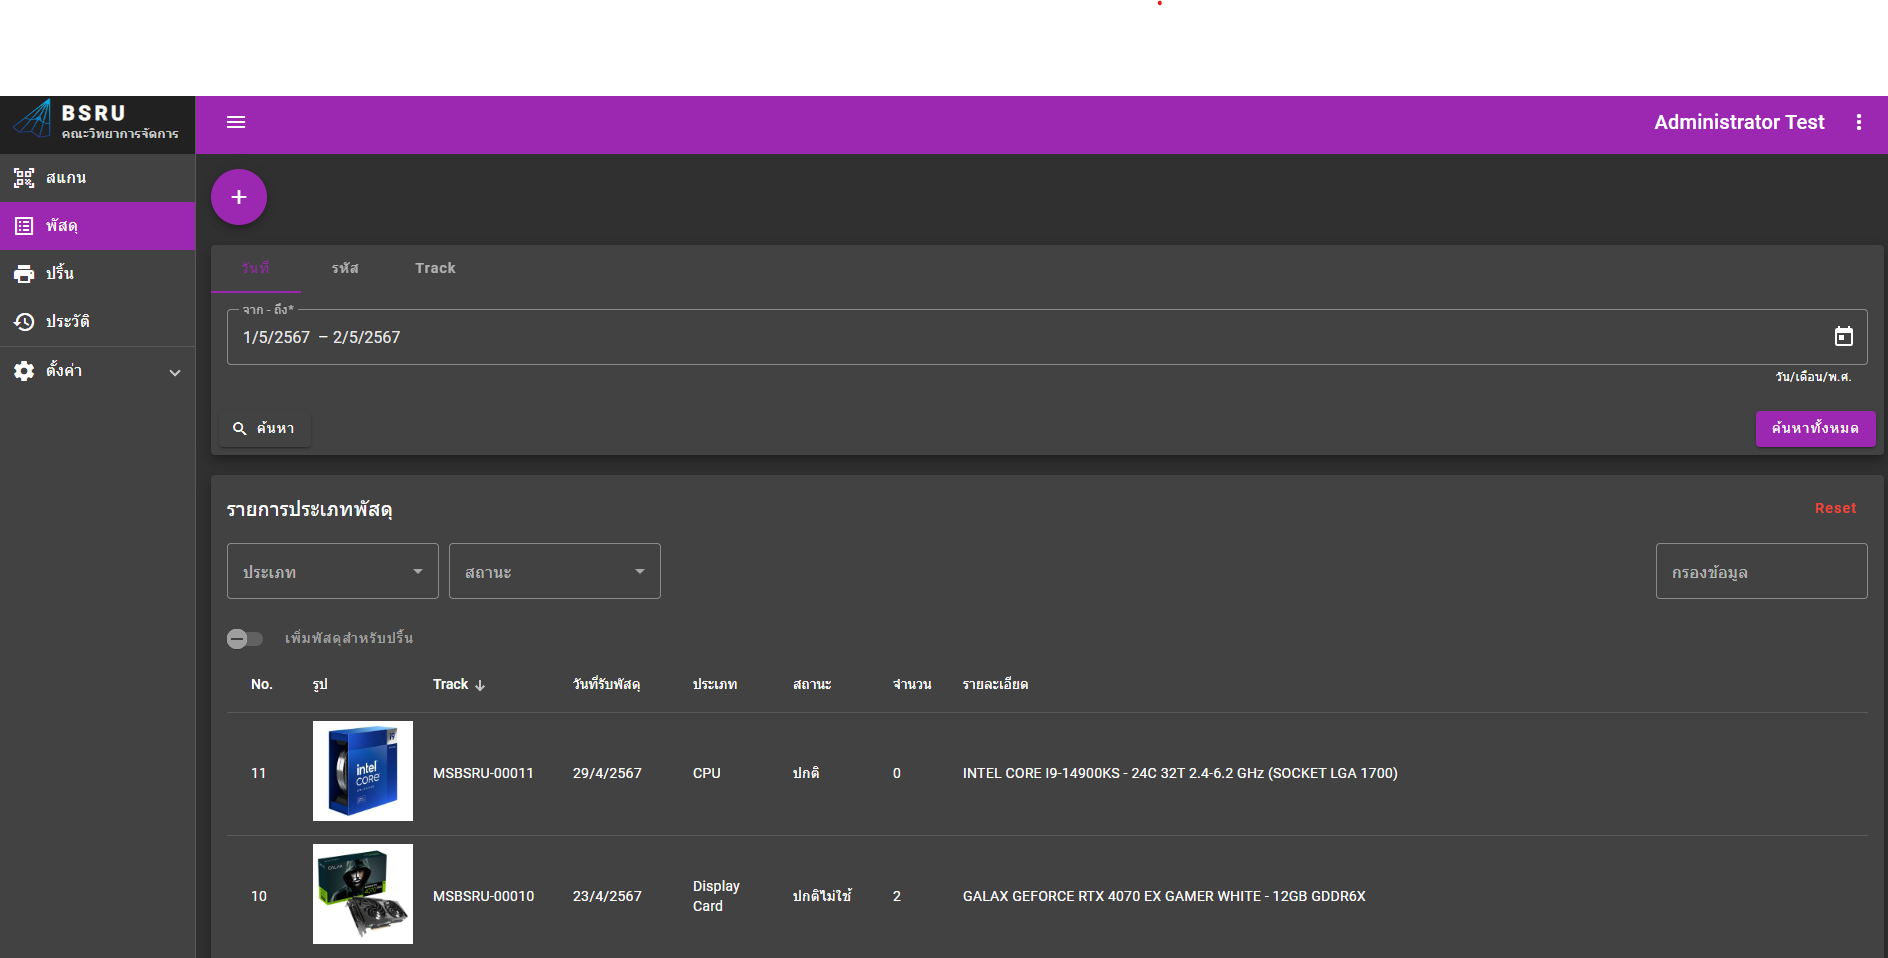 BSRU
คณะวิทยาการจัดการ
Administrator Test
สแกน
พัสดุ
ปริ้น
ประวัติ
ตั้งค่า
วันที่
รหัส
Track
จาก - ถึง*
1/5/2567 – 2/5/2567
วัน/เดือน/พ.ศ.
ค้นหา
ค้นหาทั้งหมด
รายการประเภทพัสดุ
Reset
ประเภท
สถานะ
กรองข้อมูล
เพิ่มพัสดุสำหรับปริ้น
No. รูป Track วันที่รับพัสดุ ประเภท สถานะ จำนวน รายละเอียด
intel
CORE
i9
11 MSBSRU-00011 29/4/2567 CPU ปกติ 0 INTEL CORE I9-14900KS - 24C 32T 2.4-6.2 GHz (SOCKET LGA 1700)
10 MSBSRU-00010 23/4/2567 Display Card ปกติไม่ใช้ 2 GALAX GEFORCE RTX 4070 EX GAMER WHITE - 12GB GDDR6X